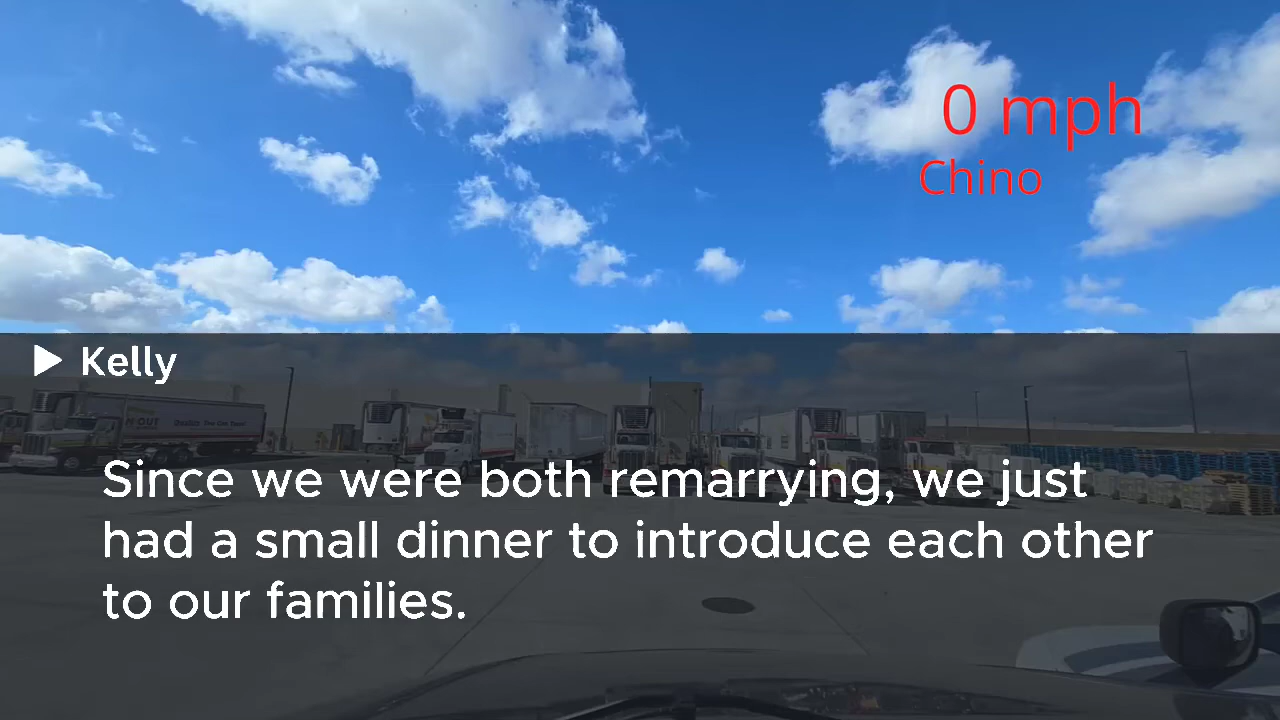 0 mph
Chino
Kelly
Since we were both remarrying, we just
had a small dinner to introduce each other
to our families.